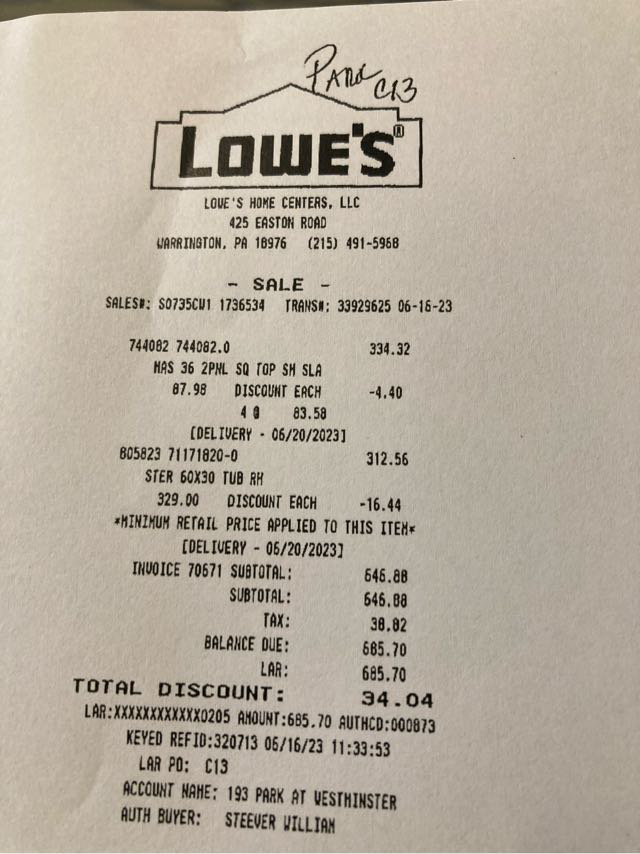 PARK C13
LOWE'S®
LOWE'S HOME CENTERS, LLC
425 EASTON ROAD
WARRINGTON, PA 18976 (215) 491-5968
- SALE -
SALES#: S0735CW1 1736534 TRANS#: 33929625 06-16-23
744082 744082.0 334.32
MAS 36 2PNL SQ TOP SM SLA
87.98 DISCOUNT EACH -4.40
4 @ 83.58
[DELIVERY - 06/20/2023]
805823 71171820-0 312.56
STER 60X30 TUB RH
329.00 DISCOUNT EACH -16.44
*MINIMUM RETAIL PRICE APPLIED TO THIS ITEM*
[DELIVERY - 06/20/2023]
INVOICE 70671 SUBTOTAL: 646.88
SUBTOTAL: 646.88
TAX: 38.82
BALANCE DUE: 685.70
LAR: 685.70
TOTAL DISCOUNT: 34.04
LAR:XXXXXXXXXXXX0205 AMOUNT:685.70 AUTHCD:000873
KEYED REFID:320713 06/16/23 11:33:53
LAR PO: C13
ACCOUNT NAME: 193 PARK AT WESTMINSTER
AUTH BUYER: STEEVER WILLIAM